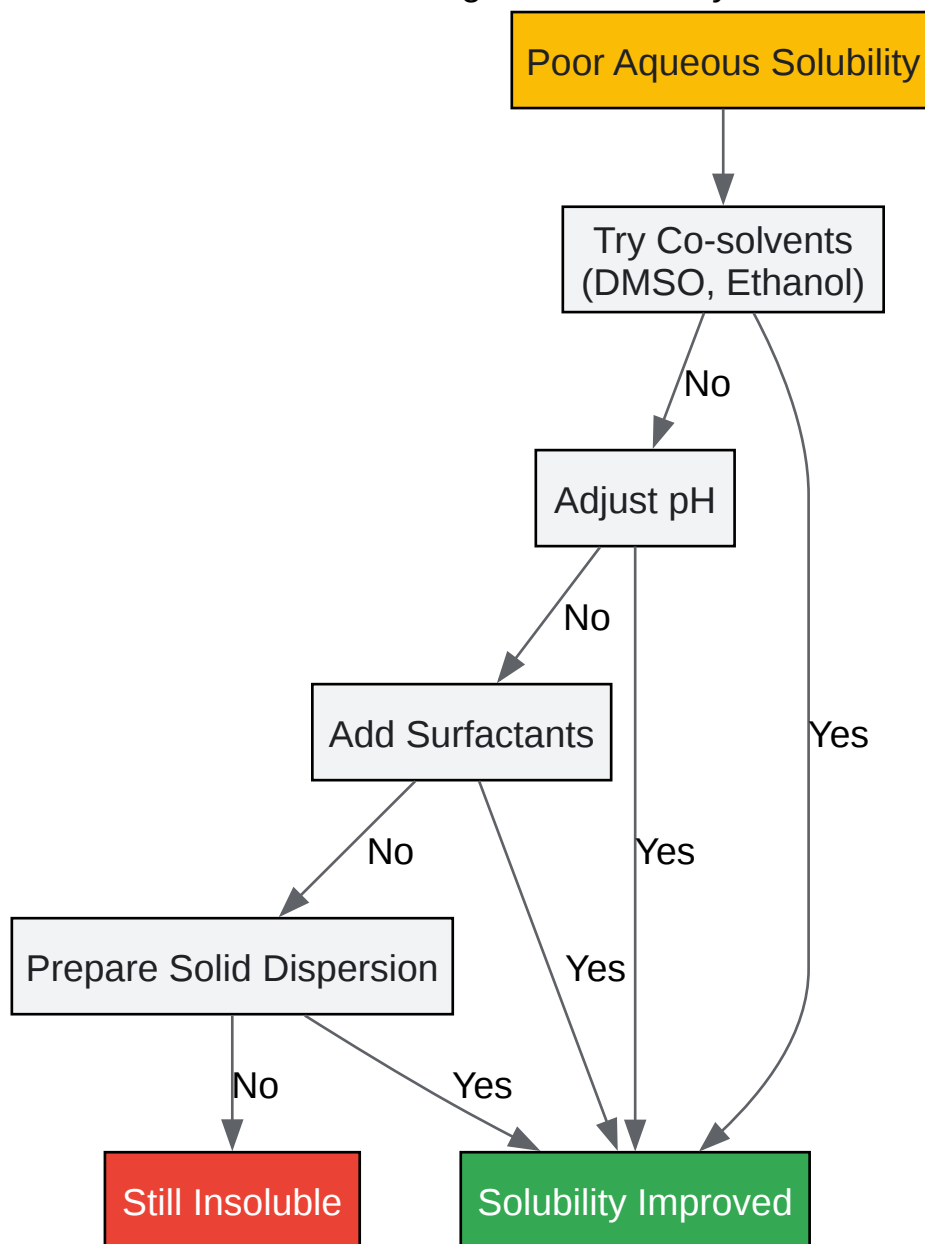 Poor Aqueous Solubility
Try Co-solvents
(DMSO, Ethanol)
No
Adjust pH
No
Add Surfactants
Yes
No
Yes
Prepare Solid Dispersion
Yes
No
Yes
Still Insoluble
Solubility Improved